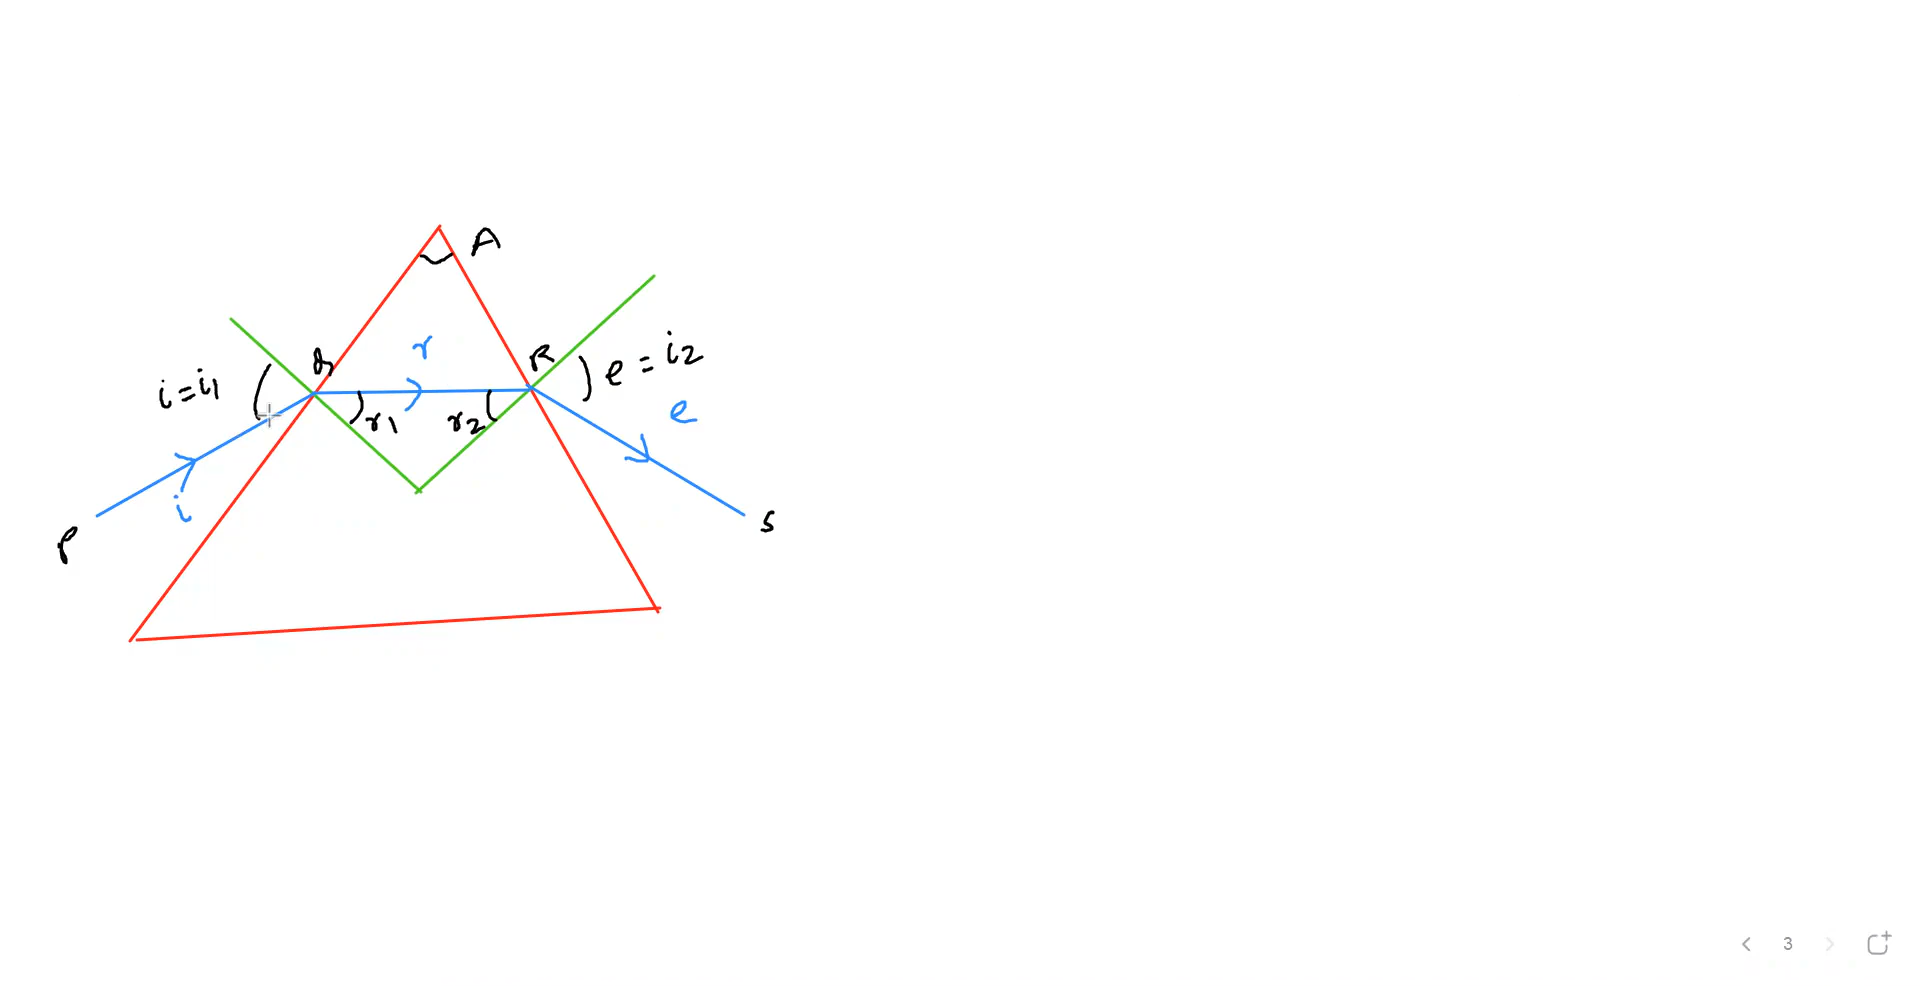 A
r
Q
R
i = i1
e = i2
r1
r2
e
i
P
S
3